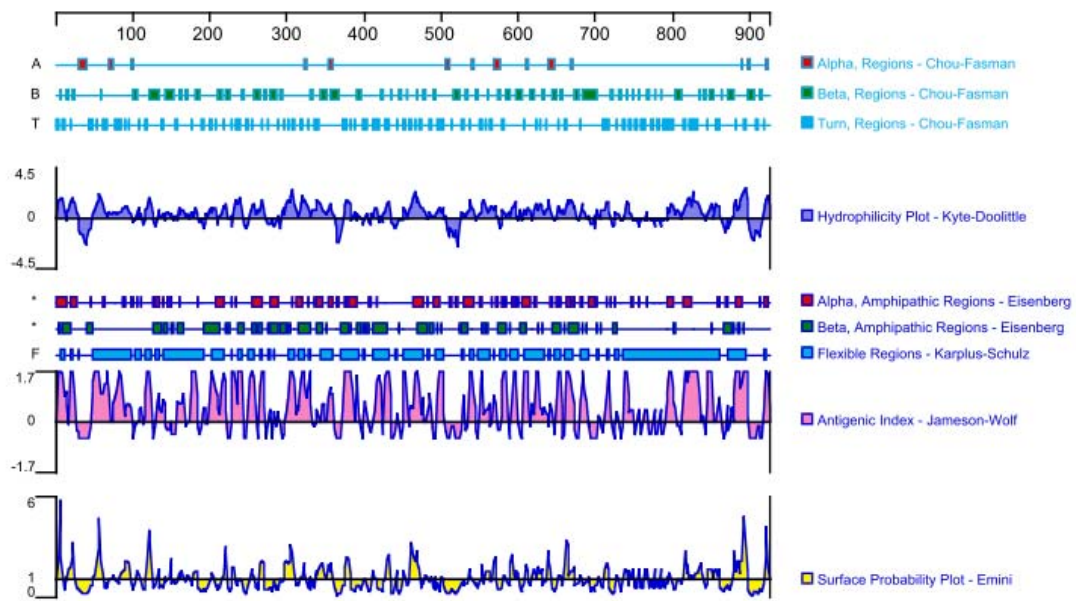 100 200 300 400 500 600 700 800 900
A Alpha, Regions - Chou-Fasman
B Beta, Regions - Chou-Fasman
T Turn, Regions - Chou-Fasman
4.5
0 Hydrophilicity Plot - Kyte-Doolittle
-4.5
* Alpha, Amphipathic Regions - Eisenberg
* Beta, Amphipathic Regions - Eisenberg
F Flexible Regions - Karplus-Schulz
1.7
0 Antigenic Index - Jameson-Wolf
-1.7
6
1 Surface Probability Plot - Emini
0